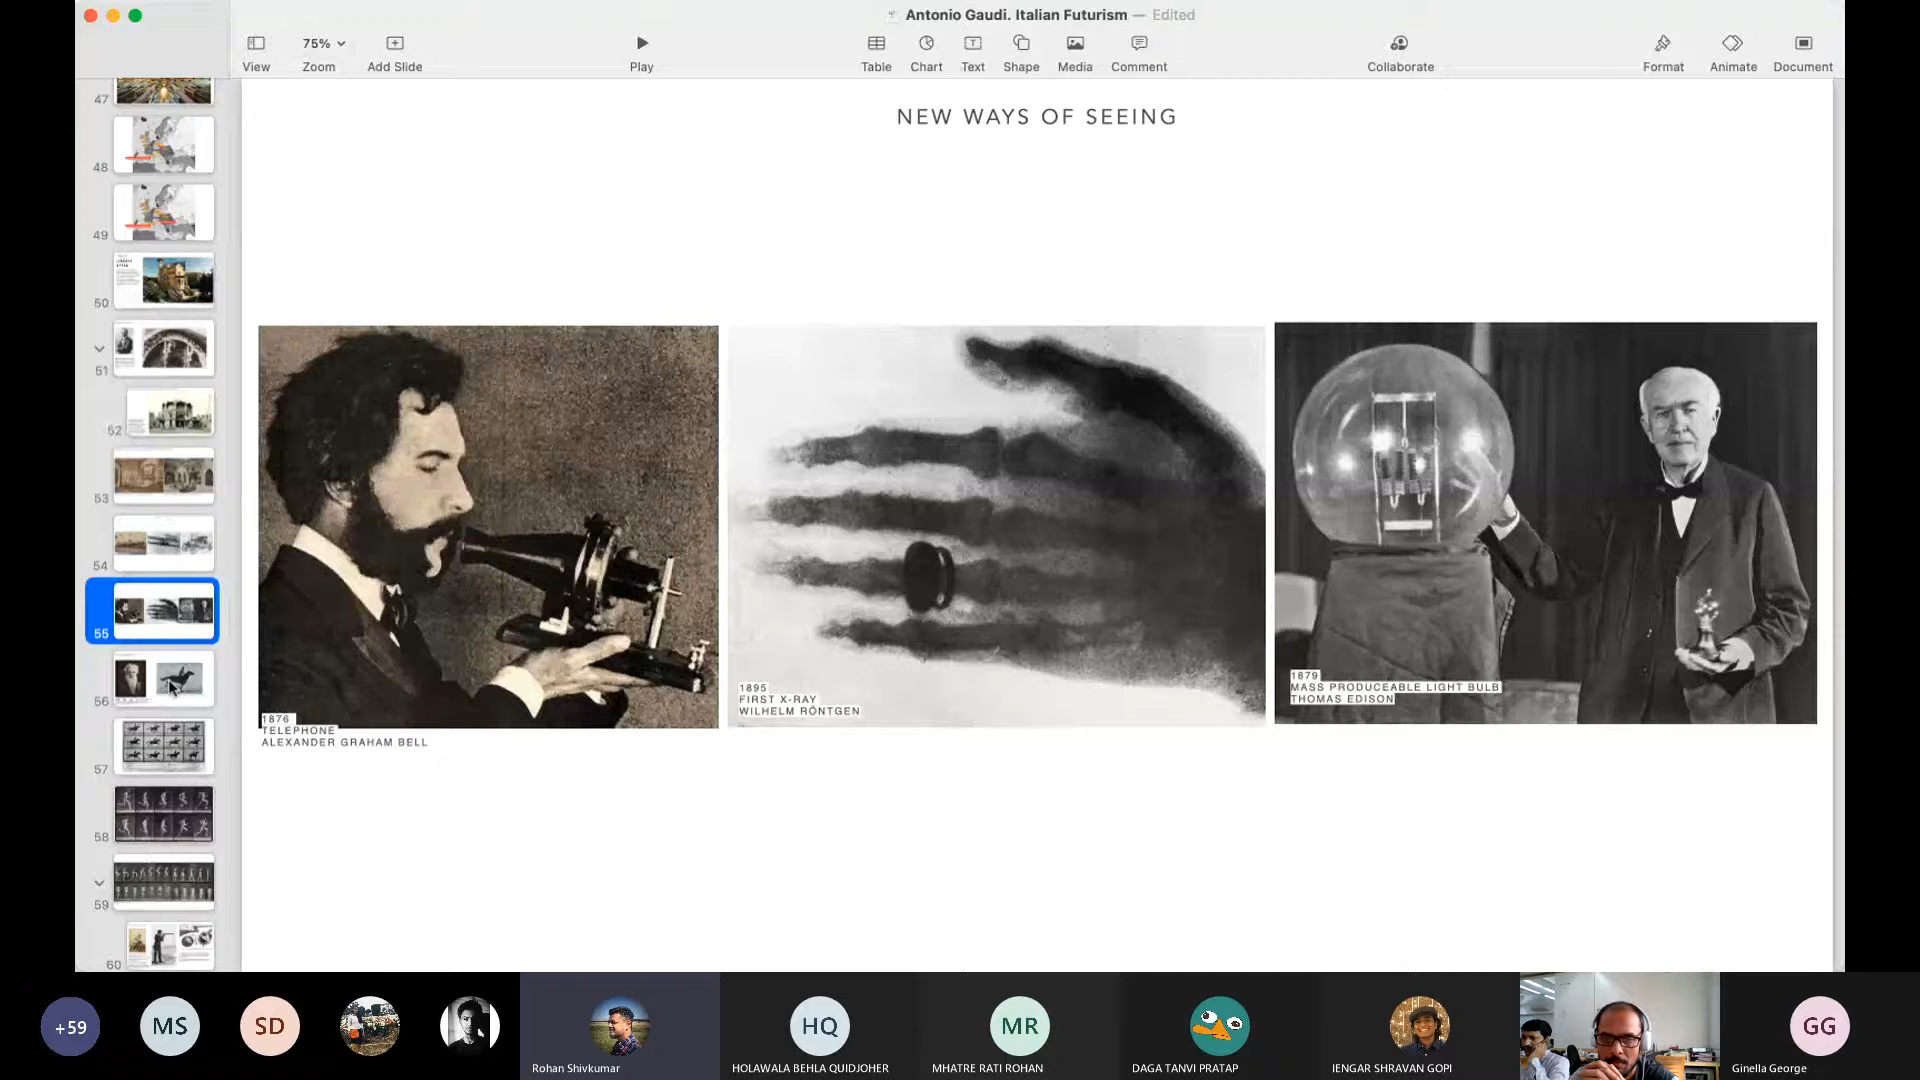 Antonio Gaudi. Italian Futurism — Edited
75%
View
Zoom
Add Slide
Play
Table
Chart
Text
Shape
Media
Comment
Collaborate
Format
Animate
Document
47
48
49
50
51
52
53
54
55
56
57
58
59
60
NEW WAYS OF SEEING
1876
TELEPHONE
ALEXANDER GRAHAM BELL
1895
FIRST X-RAY
WILHELM RÖNTGEN
1879
MASS PRODUCEABLE LIGHT BULB
THOMAS EDISON
+59
MS
SD
Rohan Shivkumar
HQ
HOLAWALA BEHLA QUIDJOHER
MR
MHATRE RATI ROHAN
DAGA TANVI PRATAP
IENGAR SHRAVAN GOPI
GG
Ginella George